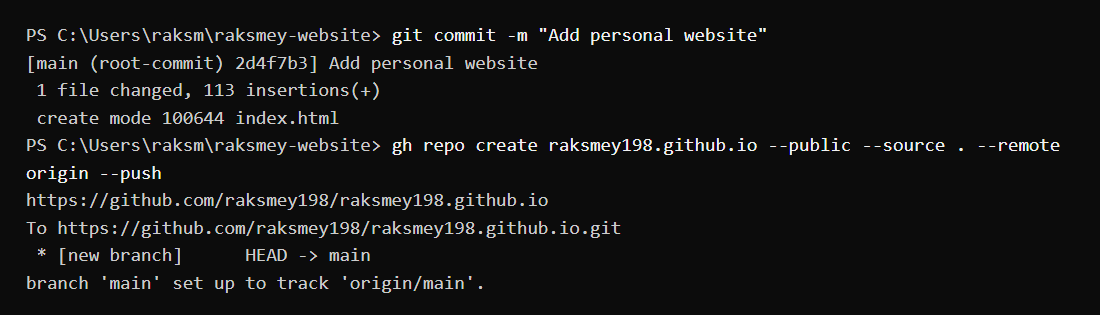 PS C:\Users\raksm\raksmey-website> git commit -m "Add personal website"
[main (root-commit) 2d4f7b3] Add personal website
 1 file changed, 113 insertions(+)
 create mode 100644 index.html
PS C:\Users\raksm\raksmey-website> gh repo create raksmey198.github.io --public --source . --remote
origin --push
https://github.com/raksmey198/raksmey198.github.io
To https://github.com/raksmey198/raksmey198.github.io.git
 * [new branch]      HEAD -> main
branch 'main' set up to track 'origin/main'.